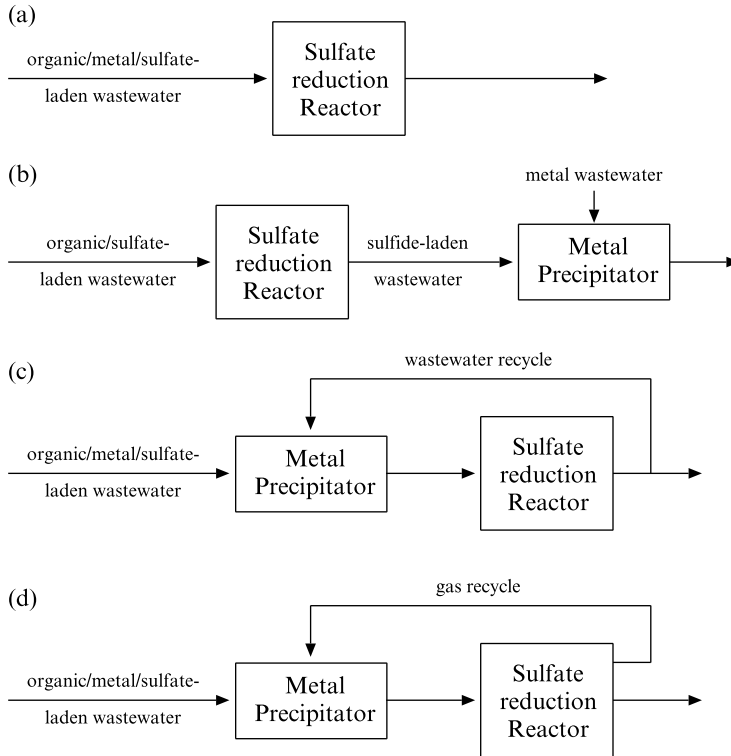 (a)
organic/metal/sulfate-
laden wastewater
Sulfate
reduction
Reactor
(b)
organic/sulfate-
laden wastewater
Sulfate
reduction
Reactor
sulfide-laden
wastewater
metal wastewater
Metal
Precipitator
(c)
wastewater recycle
organic/metal/sulfate-
laden wastewater
Metal
Precipitator
Sulfate
reduction
Reactor
(d)
gas recycle
organic/metal/sulfate-
laden wastewater
Metal
Precipitator
Sulfate
reduction
Reactor